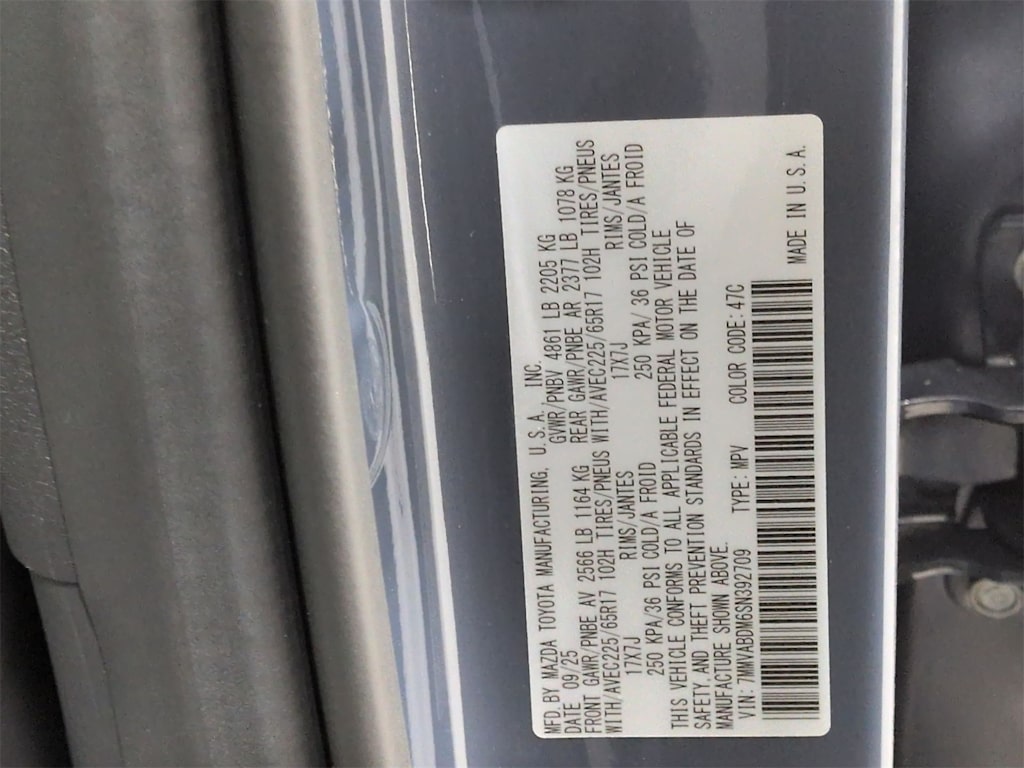 MFD BY MAZDA TOYOTA MANUFACTURING, U.S.A., INC.
DATE 09/25 GVWR/PNBV 4861 LB 2205 KG
FRONT GAWR/PNBE AV 2566 LB 1164 KG REAR GAWR/PNBE AR 2377 LB 1078 KG
WITH/AVEC225/65R17 102H TIRES/PNEUS WITH/AVEC225/65R17 102H TIRES/PNEUS
17X7J RIMS/JANTES 17X7J RIMS/JANTES
250 KPA/36 PSI COLD/A FROID 250 KPA/ 36 PSI COLD/A FROID
THIS VEHICLE CONFORMS TO ALL APPLICABLE FEDERAL MOTOR VEHICLE
SAFETY, AND THEFT PREVENTION STANDARDS IN EFFECT ON THE DATE OF
MANUFACTURE SHOWN ABOVE.
VIN: 7MMVABDM6SN392709 TYPE: MPV COLOR CODE: 47C
MADE IN U.S.A.